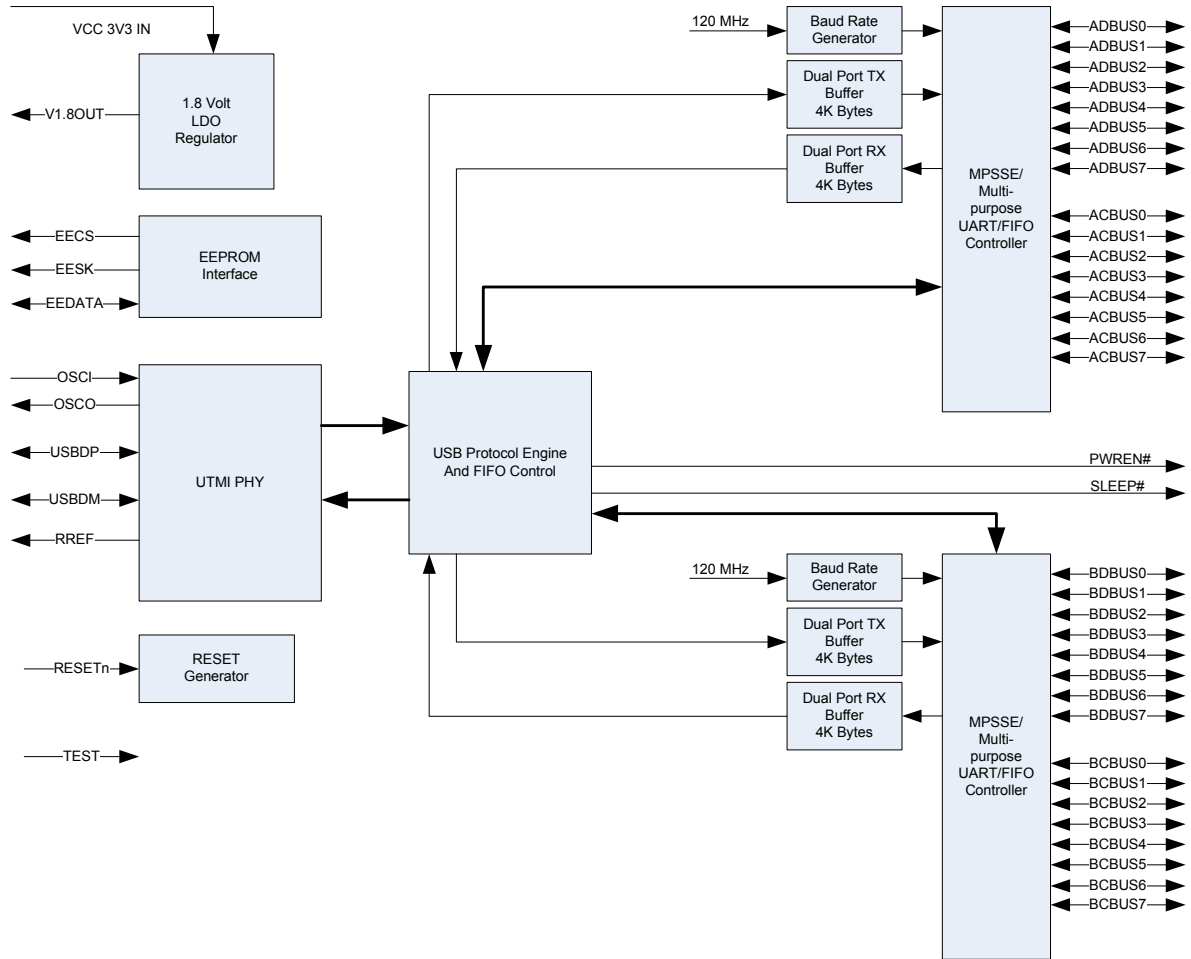 VCC 3V3 IN
1.8 Volt
LDO
Regulator
V1.8OUT
EECS
EESK
EEDATA
EEPROM
Interface
OSCI
OSCO
USBDP
USBDM
RREF
UTMI PHY
RESETn
RESET
Generator
TEST
USB Protocol Engine
And FIFO Control
120 MHz
Baud Rate
Generator
Dual Port TX
Buffer
4K Bytes
Dual Port RX
Buffer
4K Bytes
MPSSE/
Multi-
purpose
UART/FIFO
Controller
ADBUS0
ADBUS1
ADBUS2
ADBUS3
ADBUS4
ADBUS5
ADBUS6
ADBUS7
ACBUS0
ACBUS1
ACBUS2
ACBUS3
ACBUS4
ACBUS5
ACBUS6
ACBUS7
PWREN#
SLEEP#
120 MHz
Baud Rate
Generator
Dual Port TX
Buffer
4K Bytes
Dual Port RX
Buffer
4K Bytes
MPSSE/
Multi-
purpose
UART/FIFO
Controller
BDBUS0
BDBUS1
BDBUS2
BDBUS3
BDBUS4
BDBUS5
BDBUS6
BDBUS7
BCBUS0
BCBUS1
BCBUS2
BCBUS3
BCBUS4
BCBUS5
BCBUS6
BCBUS7